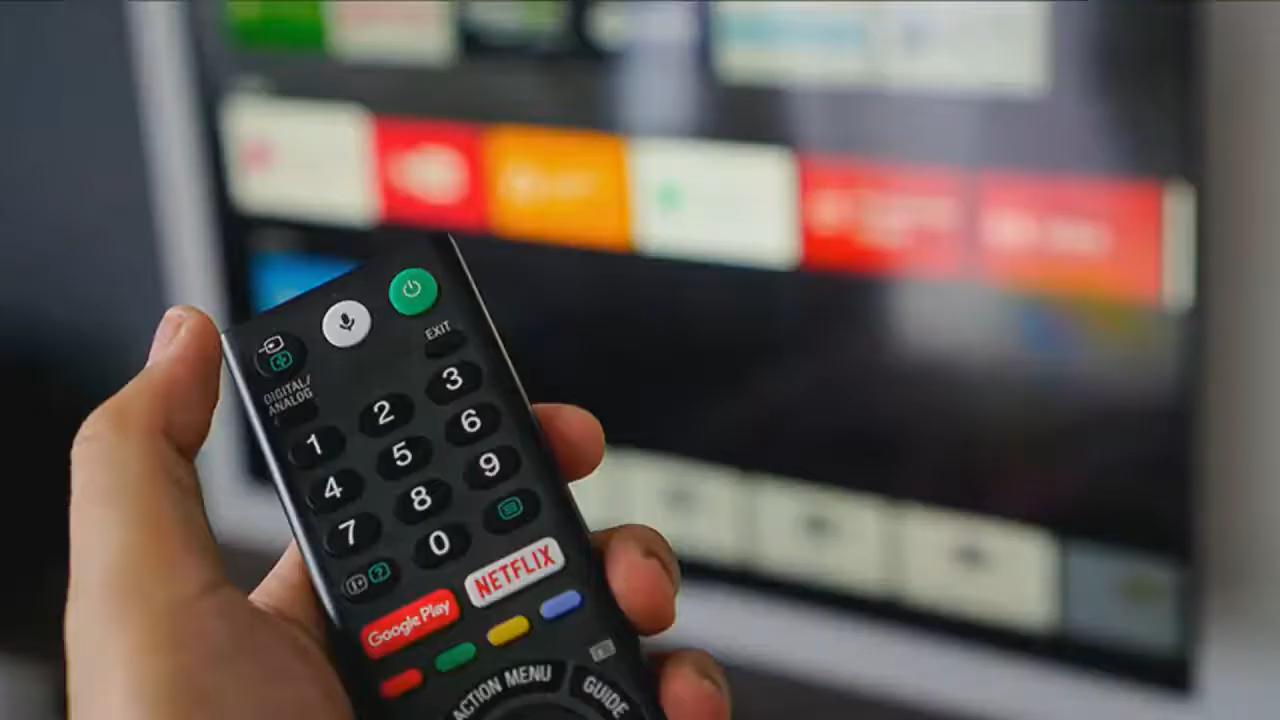 EXIT
DIGITAL/
ANALOG
1 2 3
4 5 6
7 8 9
0
NETFLIX
Google Play
ACTION MENU
GUIDE